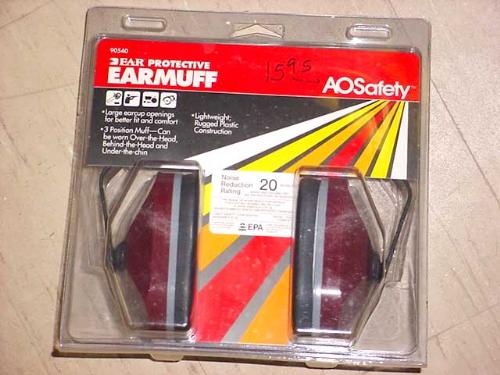 90540
EAR PROTECTIVE
EARMUFF
1595
AOSafety
•Large earcup openings
for better fit and comfort
•3 Position Muff—Can
be worn Over-the-Head,
Behind-the-Head and
Under-the-chin
•Lightweight:
Rugged Plastic
Construction
Noise
Reduction
Rating
20
EPA